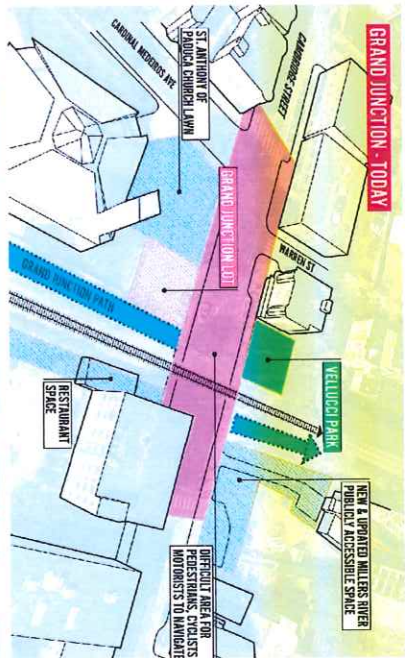 GRAND JUNCTION - TODAY
CAMBRIDGE STREET
CARDINAL MEDEIROS AVE
ST. ANTHONY OF
PADUCA CHURCH LAWN
WARREN ST
GRAND JUNCTION LOT
VELLUCCI PARK
GRAND JUNCTION PATH
NEW & UPDATED MILLERS RIVER
PUBLICLY ACCESSIBLE SPACE
RESTAURANT
SPACE
DIFFICULT AREA FOR
PEDESTRIANS, CYCLISTS
MOTORISTS TO NAVIGATE